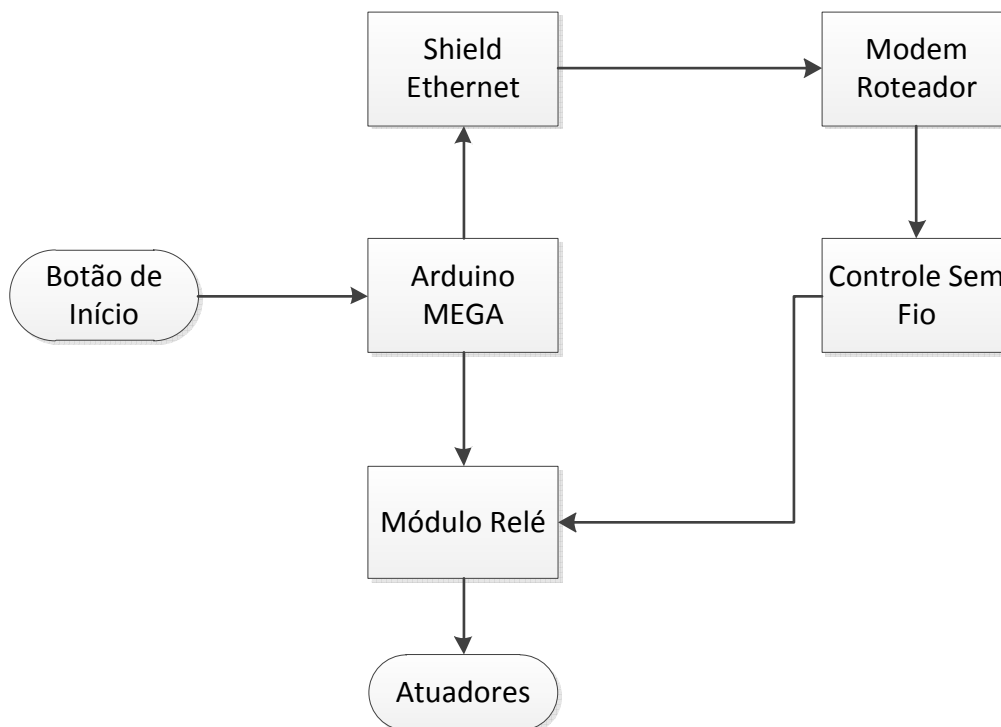 Shield
Ethernet
Modem
Roteador
Botão de
Início
Arduino
MEGA
Controle Sem
Fio
Módulo Relé
Atuadores